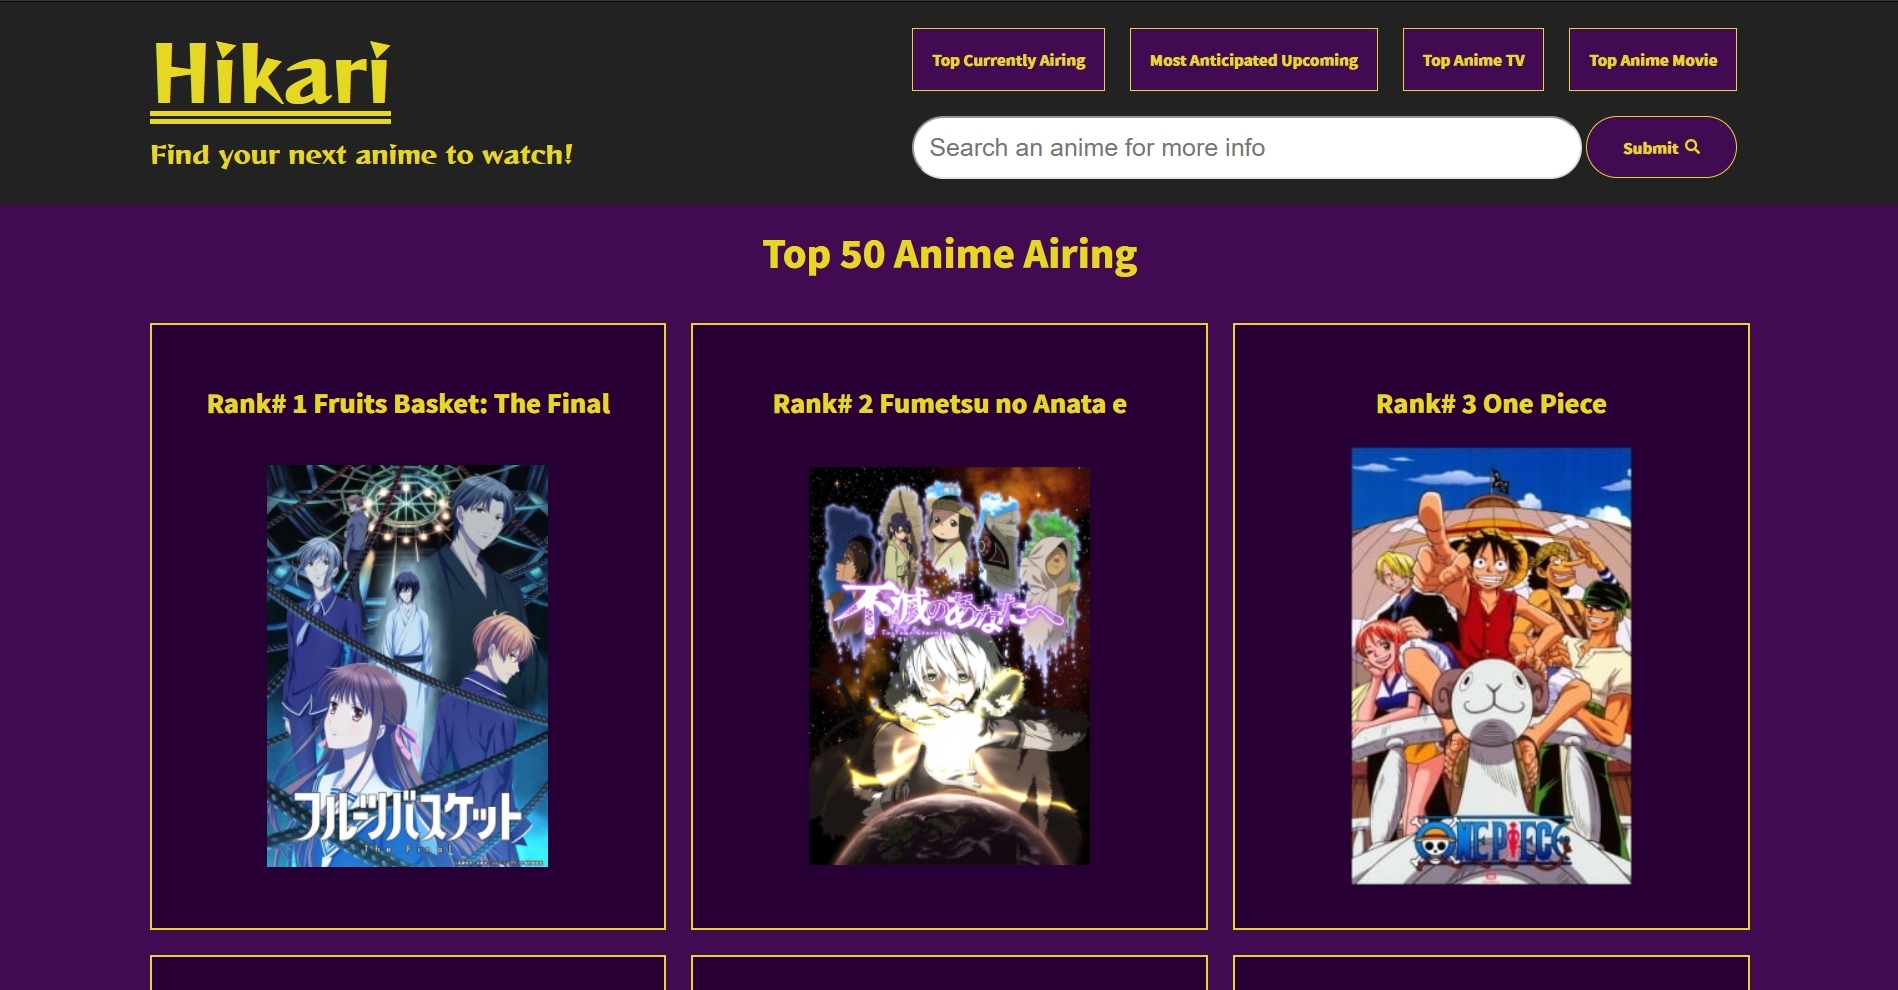 Hikari
Find your next anime to watch!
Top Currently Airing
Most Anticipated Upcoming
Top Anime TV
Top Anime Movie
Search an anime for more info
Submit
Top 50 Anime Airing
Rank# 1 Fruits Basket: The Final
フルーツバスケット
The Final
Rank# 2 Fumetsu no Anata e
不滅のあなたへ
To Your Eternity
Rank# 3 One Piece
ONE PIECE